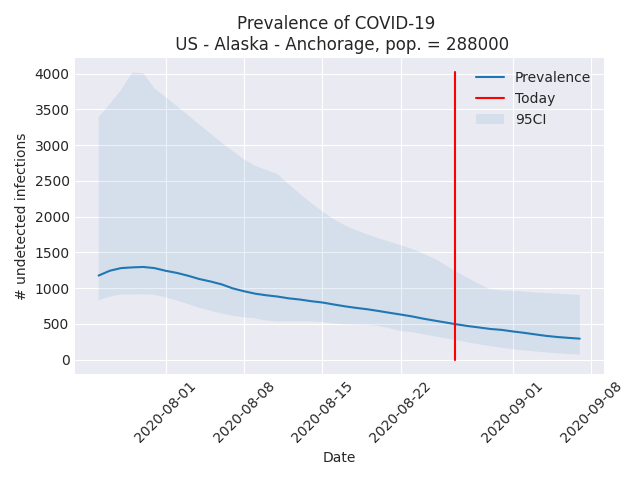 Prevalence of COVID-19
US - Alaska - Anchorage, pop. = 288000
4000
3500
3000
2500
2000
1500
1000
500
0
# undetected infections
Prevalence
Today
95CI
2020-08-01
2020-08-08
2020-08-15
2020-08-22
2020-09-01
2020-09-08
Date